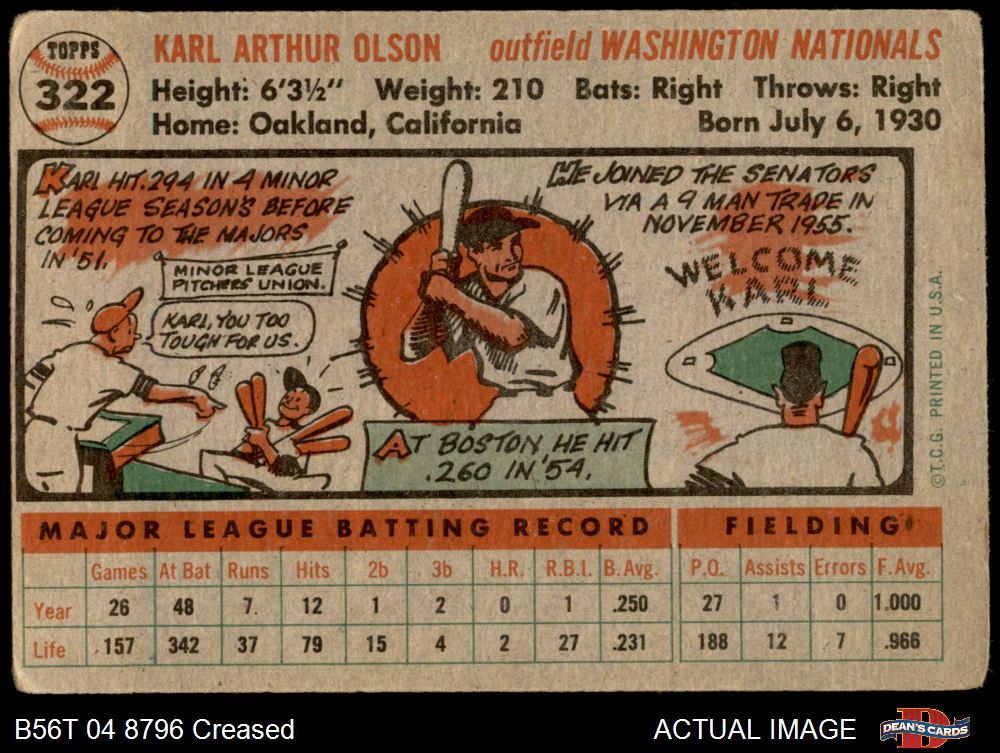 TOPPS
322
KARL ARTHUR OLSON outfield WASHINGTON NATIONALS
Height: 6'3½" Weight: 210 Bats: Right Throws: Right
Home: Oakland, California Born July 6, 1930
KARL HIT .294 IN 4 MINOR
LEAGUE SEASONS BEFORE
COMING TO THE MAJORS
IN '51.
MINOR LEAGUE
PITCHERS' UNION.
KARL, YOU TOO
TOUGH FOR US.
AT BOSTON, HE HIT
.260 IN '54.
HE JOINED THE SENATORS
VIA A 9 MAN TRADE IN
NOVEMBER 1955.
WELCOME
KARL
© T.C.G. PRINTED IN U.S.A.
MAJOR LEAGUE BATTING RECORD FIELDING
Games At Bat Runs Hits 2b 3b H.R. R.B.I. B.Avg. P.O. Assists Errors F.Avg.
Year 26 48 7 12 1 2 0 1 .250 27 1 0 1.000
Life 157 342 37 79 15 4 2 27 .231 188 12 7 .966
B56T 04 8796 Creased ACTUAL IMAGE DEAN'S CARDS